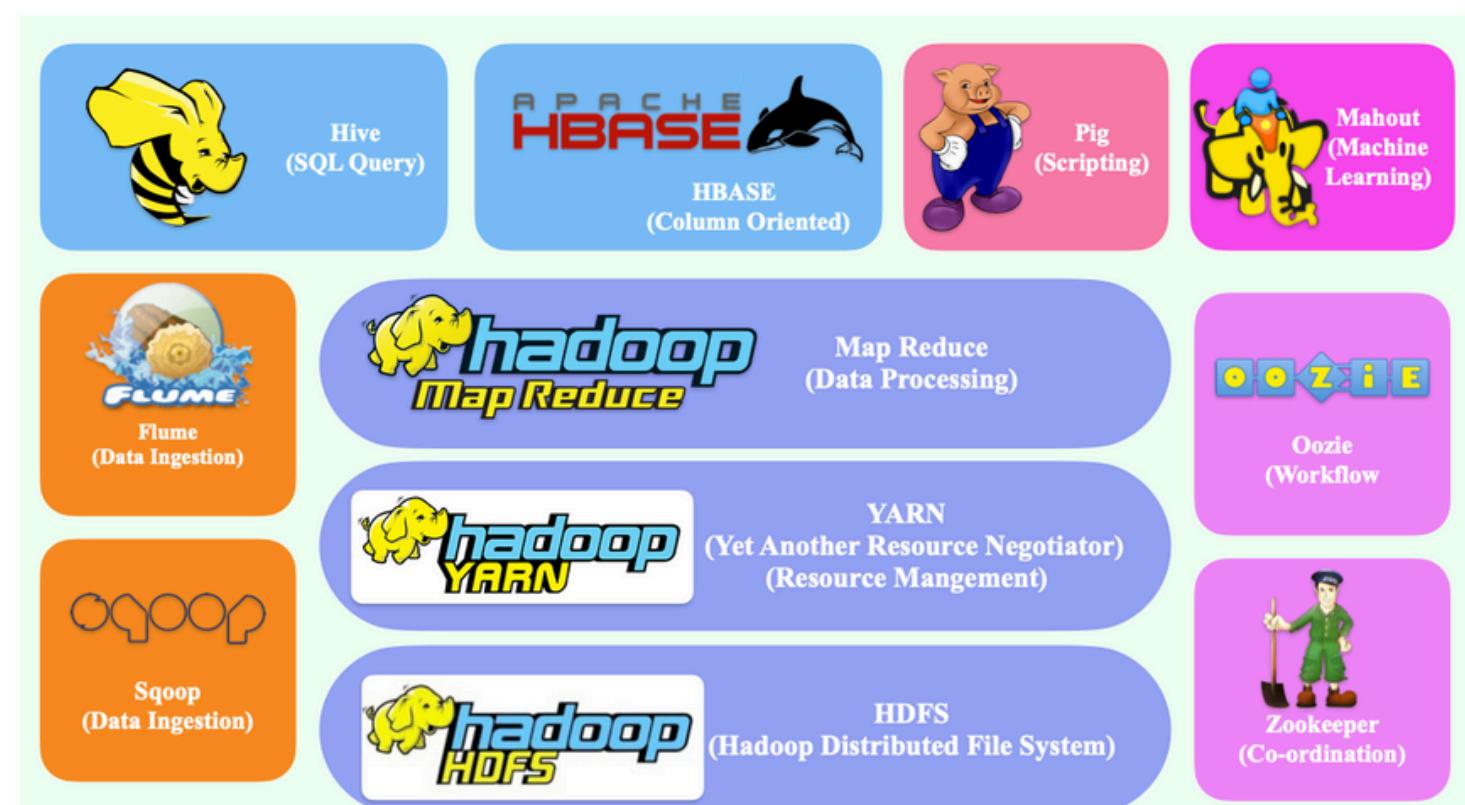 Hive
(SQL Query)
APACHE
HBASE
HBASE
(Column Oriented)
Pig
(Scripting)
Mahout
(Machine
Learning)
FLUME
Flume
(Data Ingestion)
hadoop
Map Reduce
Map Reduce
(Data Processing)
OOZiE
Oozie
(Workflow
hadoop
YARN
YARN
(Yet Another Resource Negotiator)
(Resource Mangement)
sqoop
Sqoop
(Data Ingestion)
hadoop
HDFS
HDFS
(Hadoop Distributed File System)
Zookeeper
(Co-ordination)